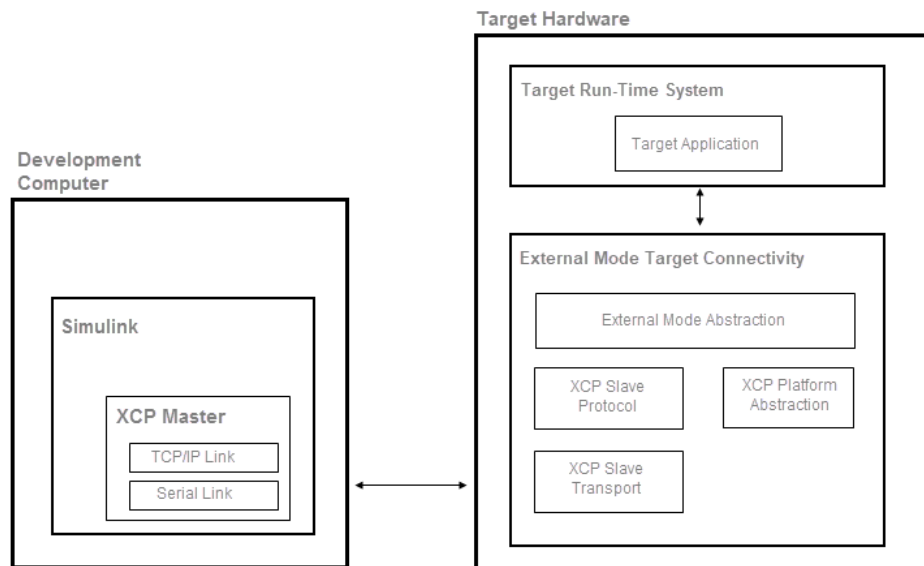 Target Hardware
Target Run-Time System
Target Application
Development
Computer
External Mode Target Connectivity
External Mode Abstraction
Simulink
XCP Slave
Protocol
XCP Platform
Abstraction
XCP Master
TCP/IP Link
Serial Link
XCP Slave
Transport